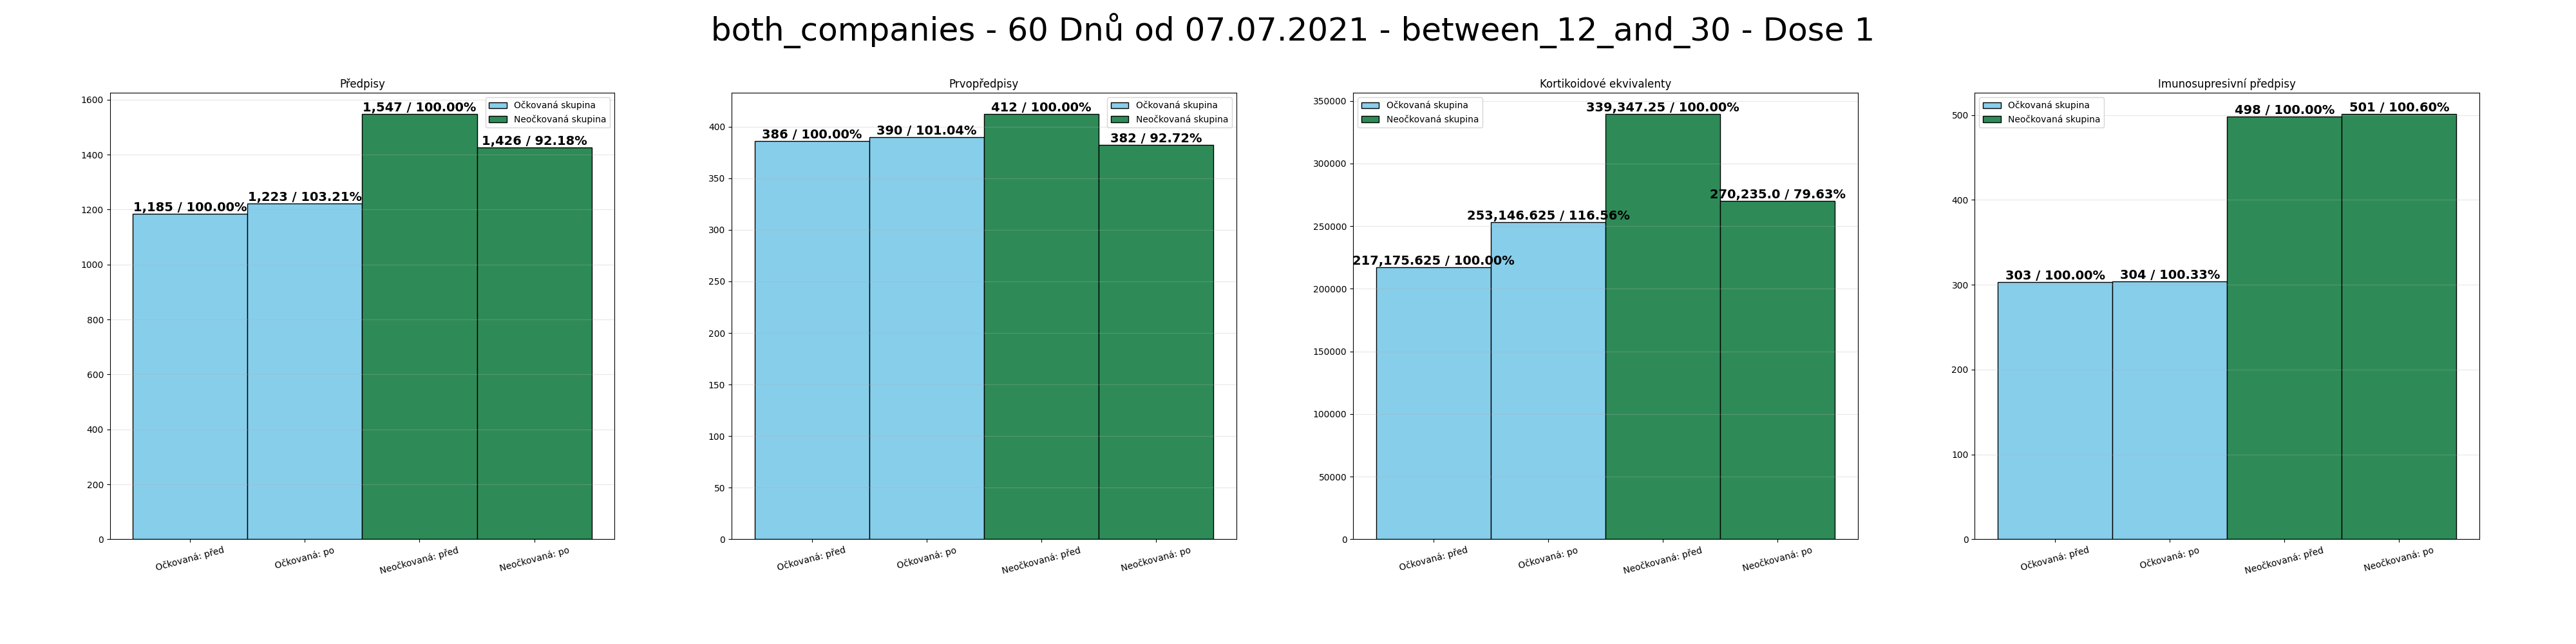 both_companies - 60 Dnů od 07.07.2021 - between_12_and_30 - Dose 1
Předpisy
1600
1400
1200
1000
800
600
400
200
0
1,185 / 100.00%
1,223 / 103.21%
1,547 / 100.00%
1,426 / 92.18%
Očkovaná skupina
Neočkovaná skupina
Očkovaná: před
Očkovaná: po
Neočkovaná: před
Neočkovaná: po
Prvopředpisy
400
350
300
250
200
150
100
50
0
386 / 100.00%
390 / 101.04%
412 / 100.00%
382 / 92.72%
Očkovaná skupina
Neočkovaná skupina
Očkovaná: před
Očkovaná: po
Neočkovaná: před
Neočkovaná: po
Kortikoidové ekvivalenty
350000
300000
250000
200000
150000
100000
50000
0
Očkovaná skupina
Neočkovaná skupina
217,175.625 / 100.00%
253,146.625 / 116.56%
339,347.25 / 100.00%
270,235.0 / 79.63%
Očkovaná: před
Očkovaná: po
Neočkovaná: před
Neočkovaná: po
Imunosupresivní předpisy
500
400
300
200
100
0
Očkovaná skupina
Neočkovaná skupina
303 / 100.00%
304 / 100.33%
498 / 100.00%
501 / 100.60%
Očkovaná: před
Očkovaná: po
Neočkovaná: před
Neočkovaná: po